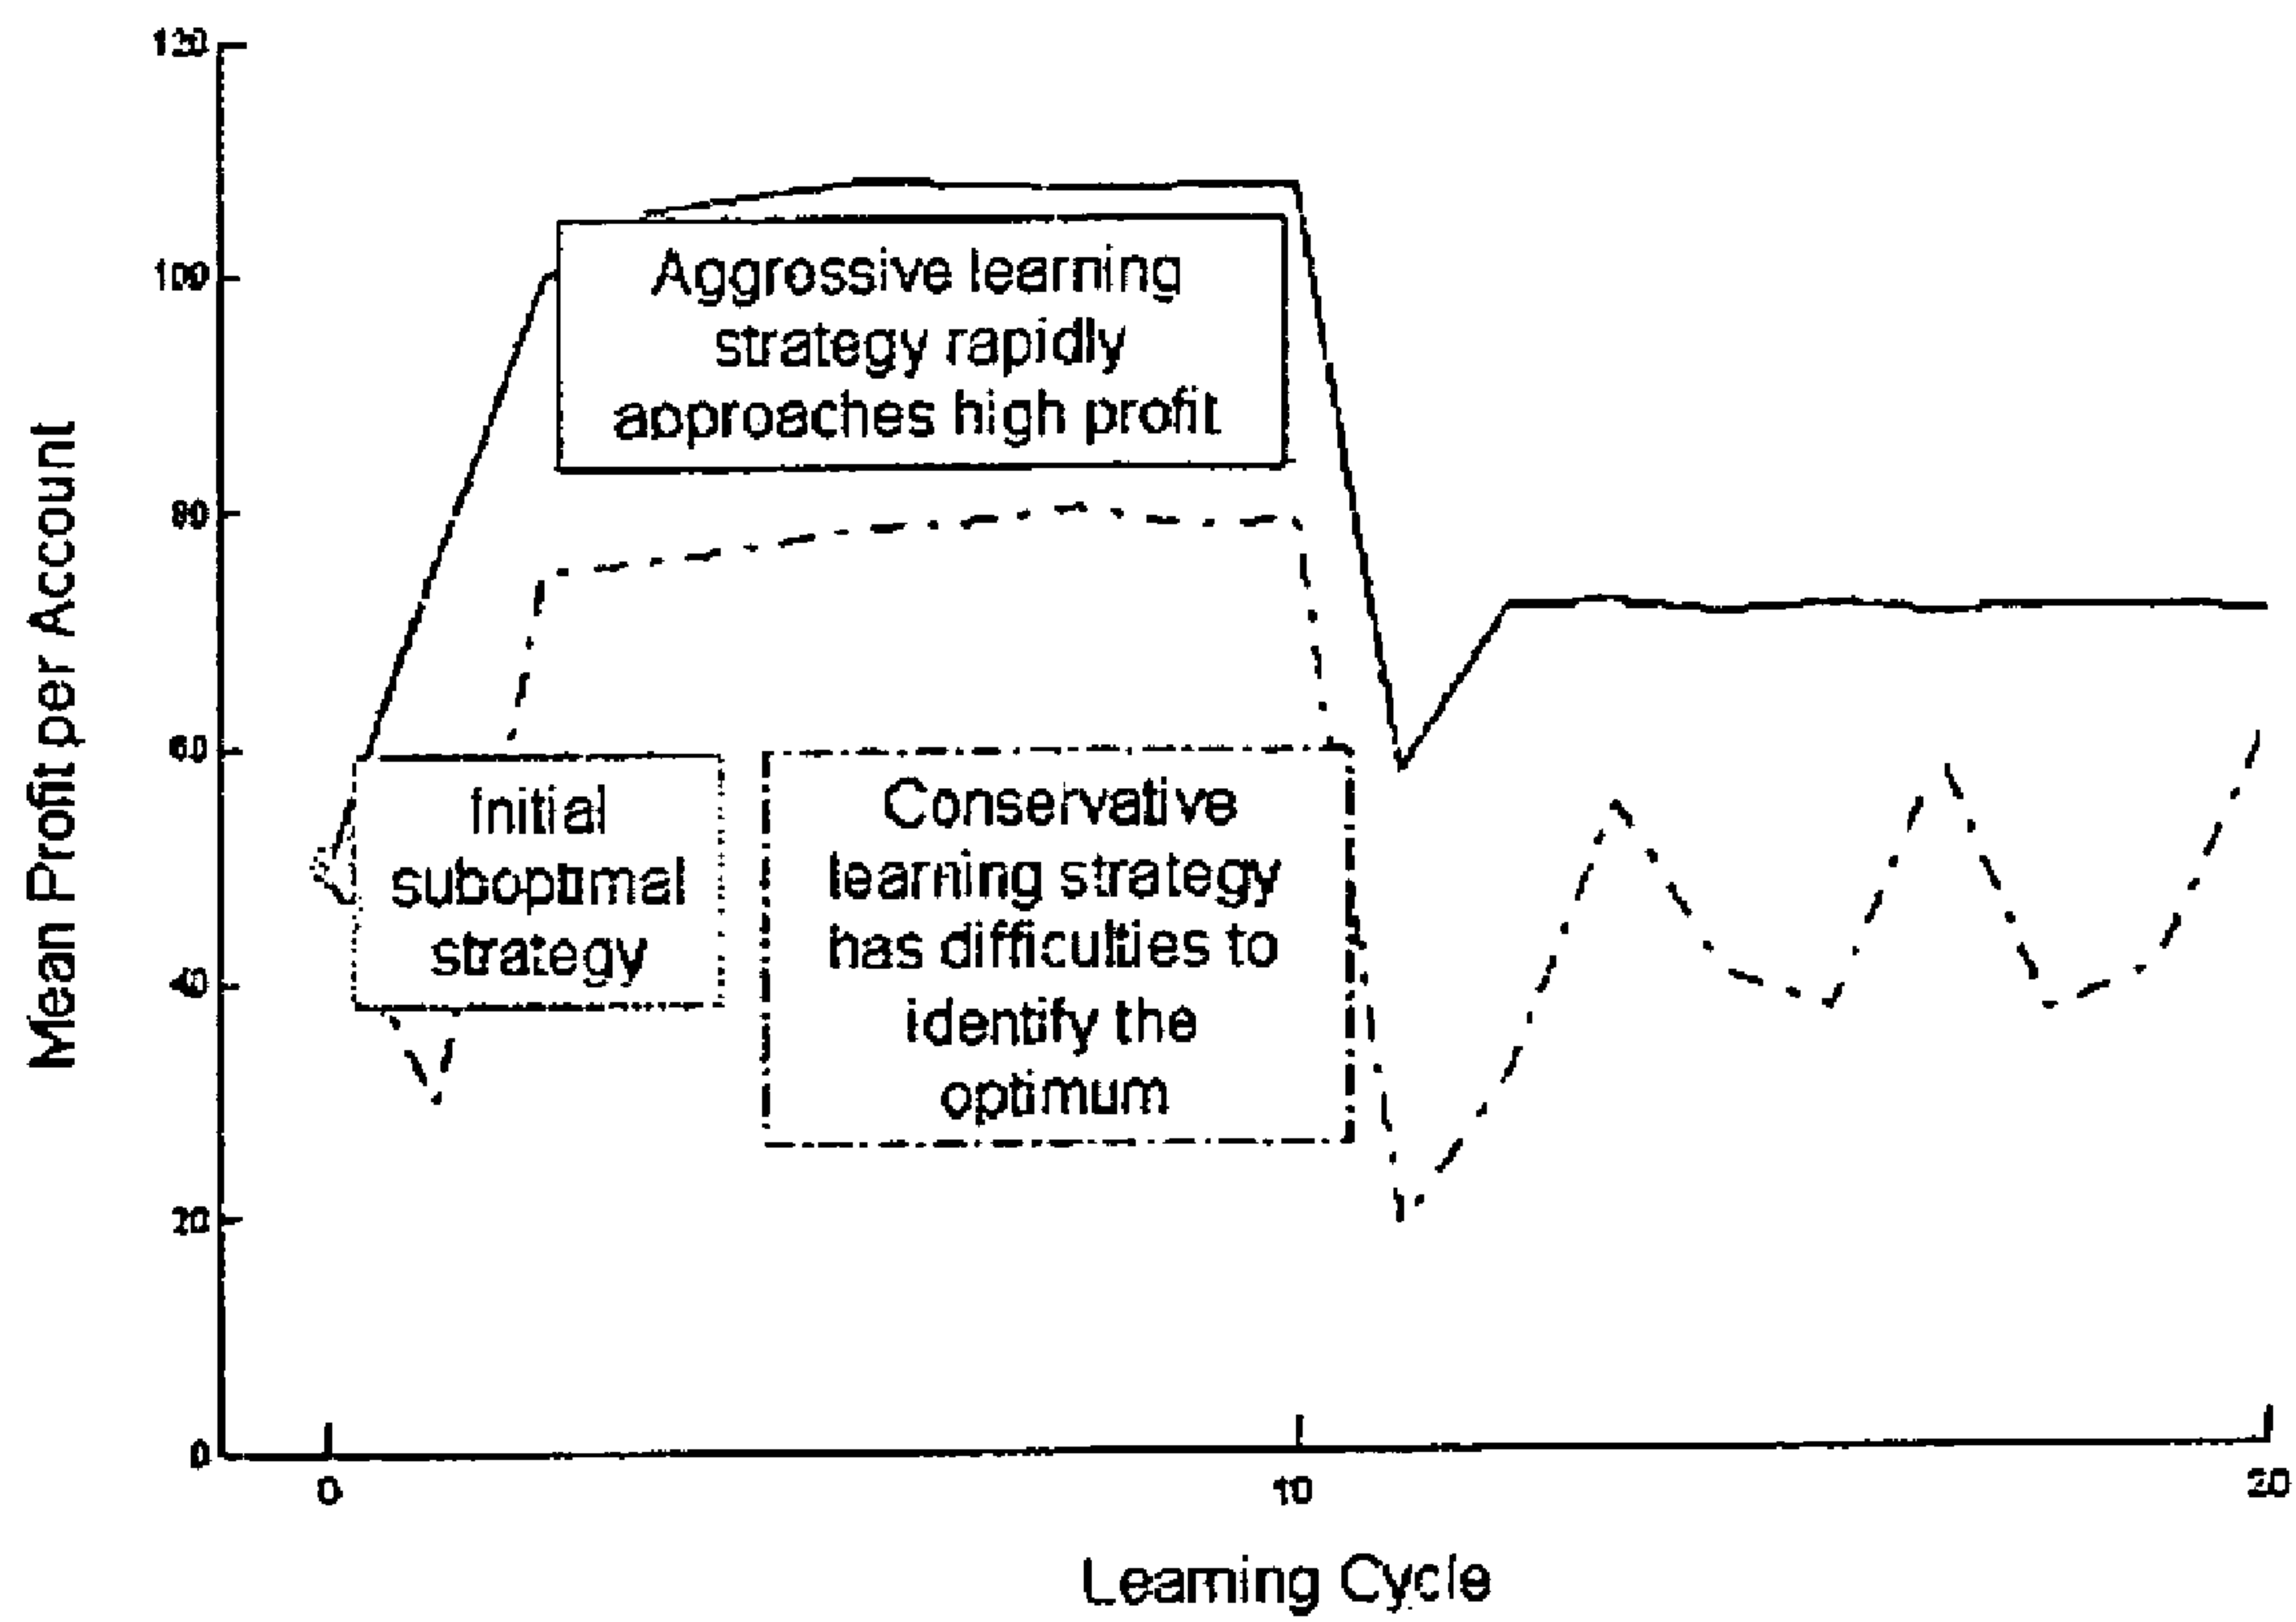 120
100
80
60
40
20
0
Mean Profit per Account
Aggressive learning
strategy rapidly
approaches high profit
Initial
suboptimal
strategy
Conservative
learning strategy
has difficulties to
identify the
optimum
0
10
20
Learning Cycle